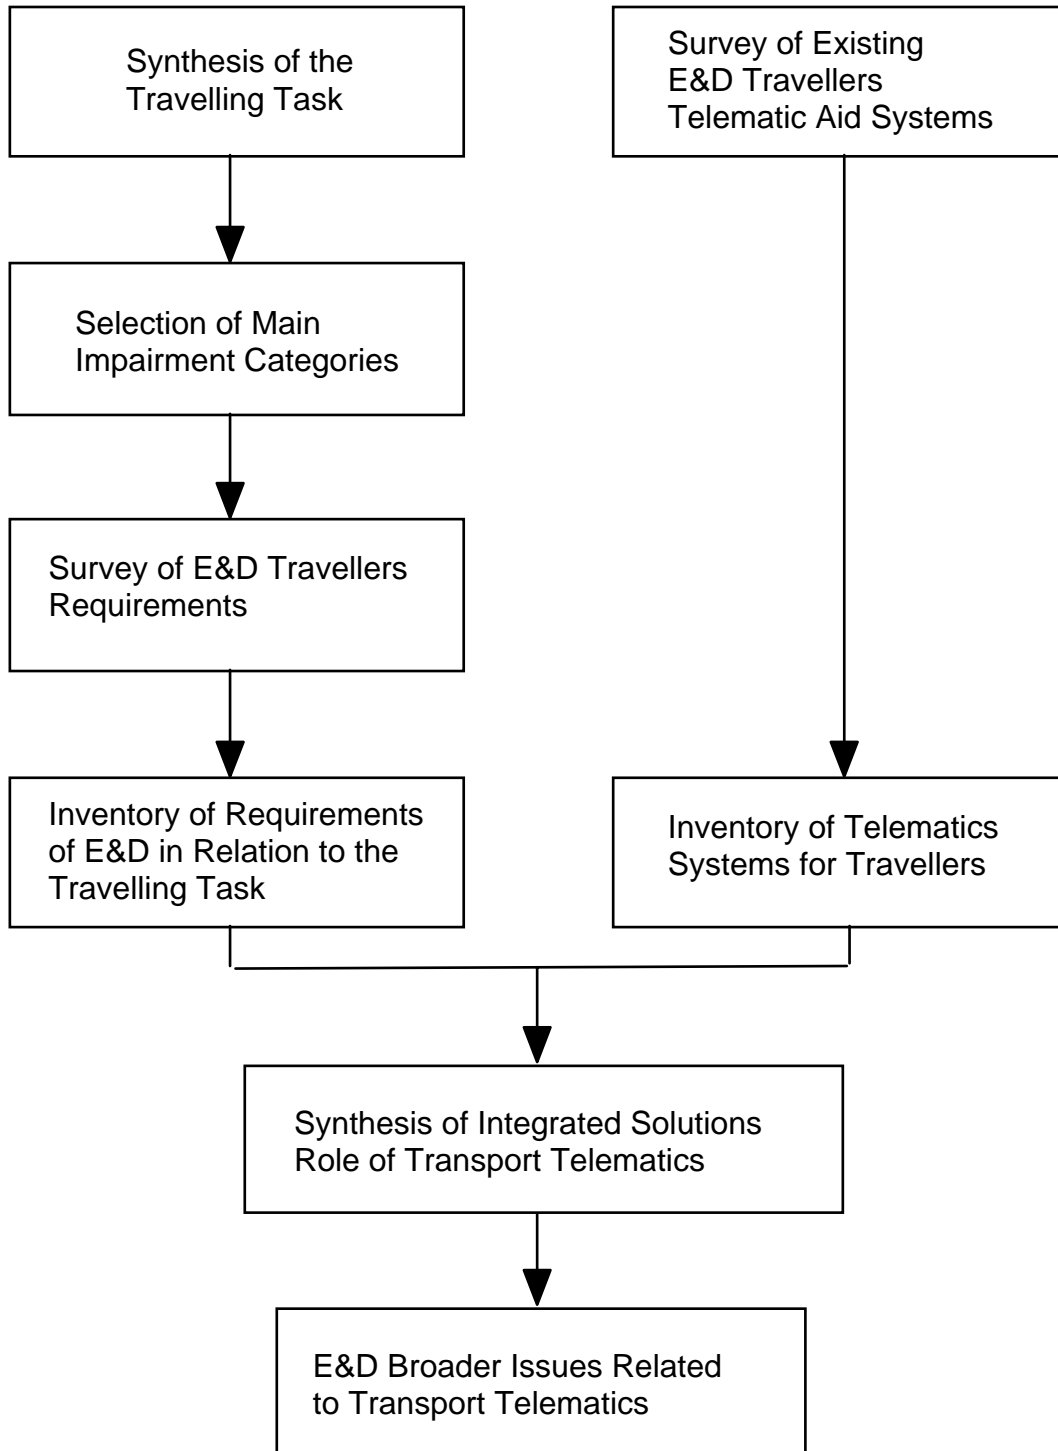 Synthesis of the
Travelling Task
Survey of Existing
E&D Travellers
Telematic Aid Systems
Selection of Main
Impairment Categories
Survey of E&D Travellers
Requirements
Inventory of Requirements
of E&D in Relation to the
Travelling Task
Inventory of Telematics
Systems for Travellers
Synthesis of Integrated Solutions
Role of Transport Telematics
E&D Broader Issues Related
to Transport Telematics